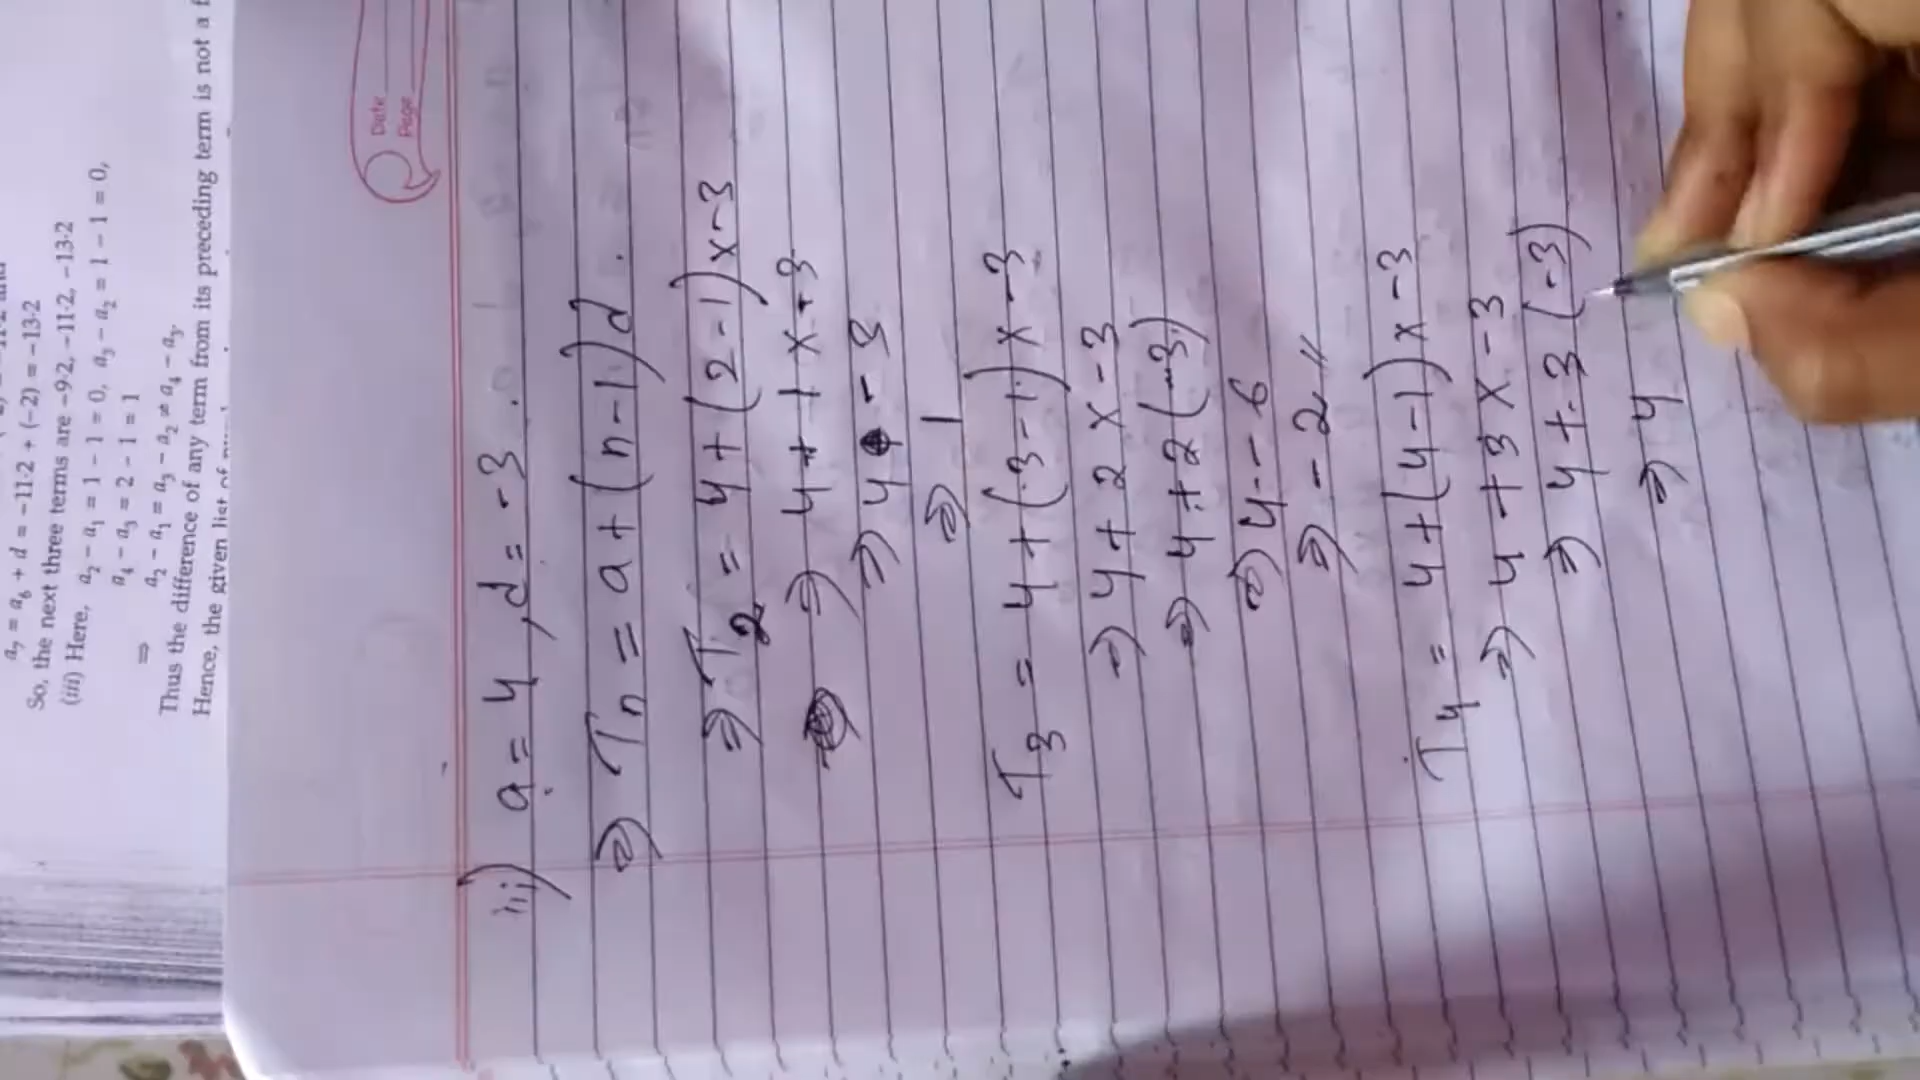 a₇ = a₆ + d = −11·2 + (−2) = −13·2
So, the next three terms are −9·2, −11·2, −13·2
(iii) Here, a₂ − a₁ = 1 − 1 = 0, a₃ − a₂ = 1 − 1 = 0,
a₄ − a₃ = 2 − 1 = 1
⇒ a₂ − a₁ = a₃ − a₂ ≠ a₄ − a₃.
Thus the difference of any term from its preceding term is not a
Hence, the given list of
Date
Page
iii) a = 4, d = -3.
⇒ Tn = a + (n-1)d.
⇒ T₂ = 4 + (2-1)x-3
⇒ 4 + 1 x -3
⇒ 4 - 3
⇒ 1
T₃ = 4 + (3-1)x-3
⇒ 4 + 2 x -3
⇒ 4 + 2(-3)
⇒ 4 - - 6
⇒ - 2 //
T₄ = 4 + (4-1)x-3
⇒ 4 + 3 x -3
⇒ 4 + 3 (-3)
⇒ 4